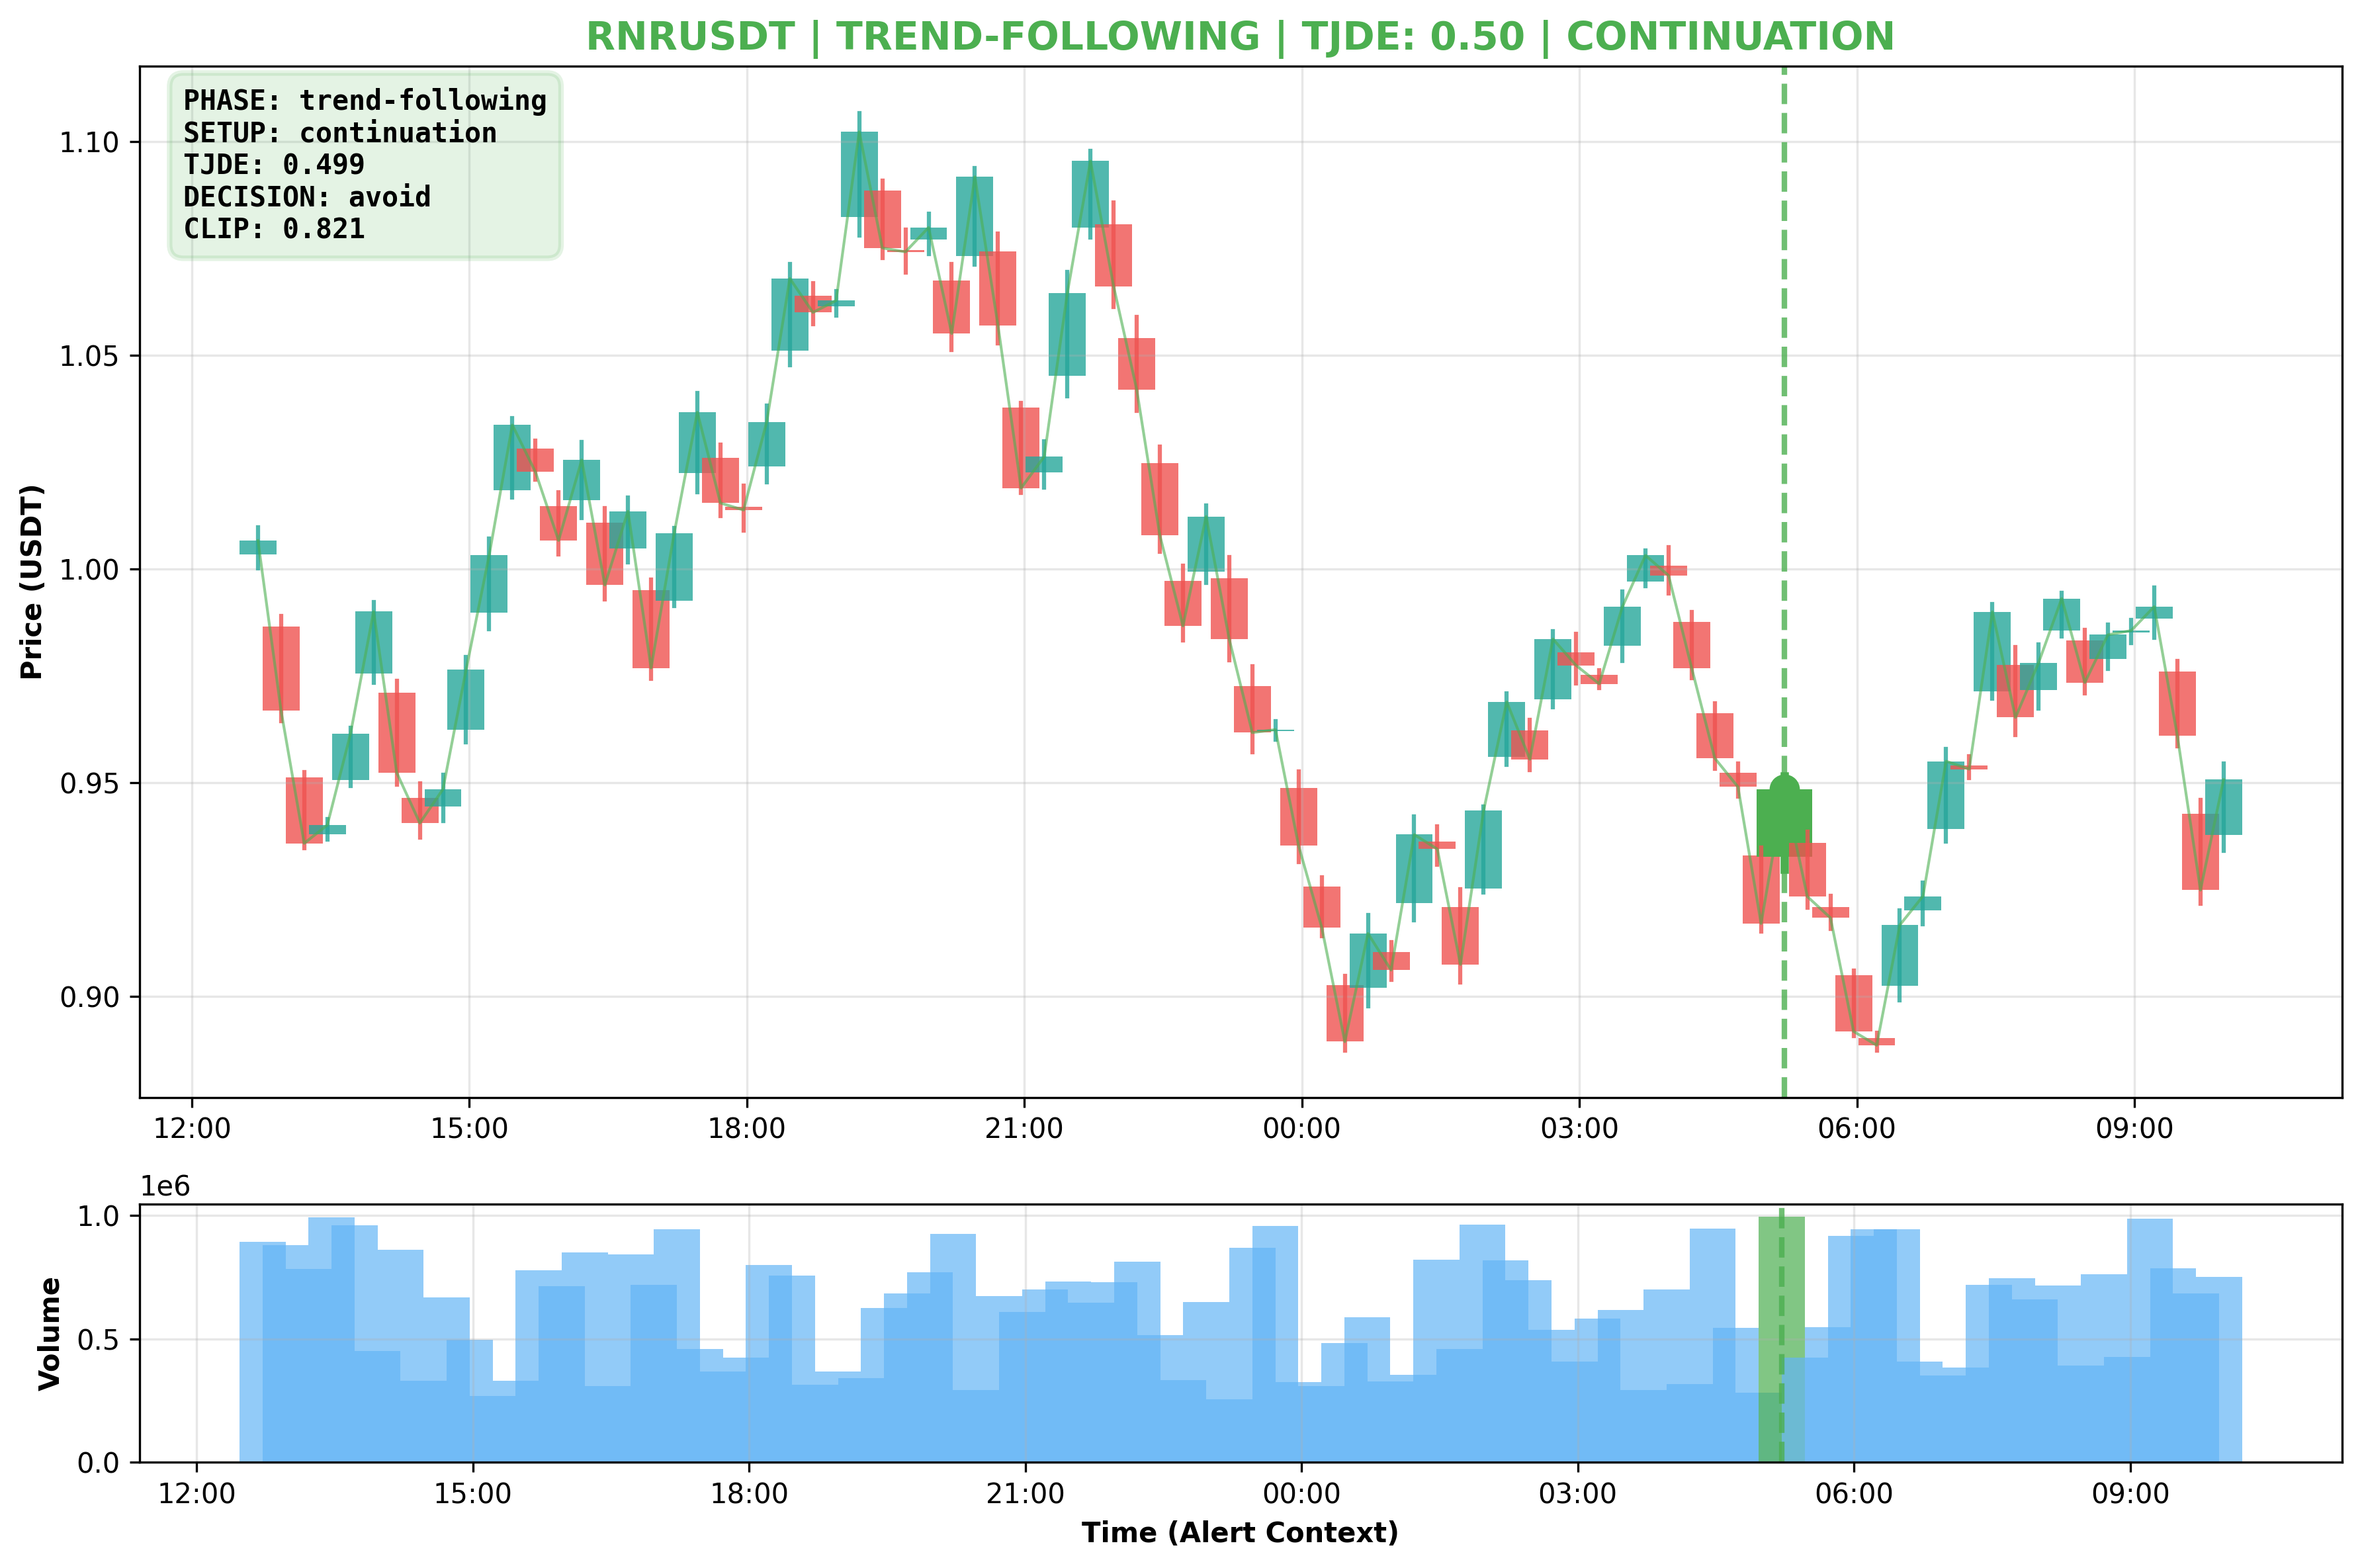 RNRUSDT | TREND-FOLLOWING | TJDE: 0.50 | CONTINUATION
PHASE: trend-following
SETUP: continuation
TJDE: 0.499
DECISION: avoid
CLIP: 0.821
Price (USDT)
1.10
1.05
1.00
0.95
0.90
12:00 15:00 18:00 21:00 00:00 03:00 06:00 09:00
1e6
Volume
1.0
0.5
0.0
12:00 15:00 18:00 21:00 00:00 03:00 06:00 09:00
Time (Alert Context)